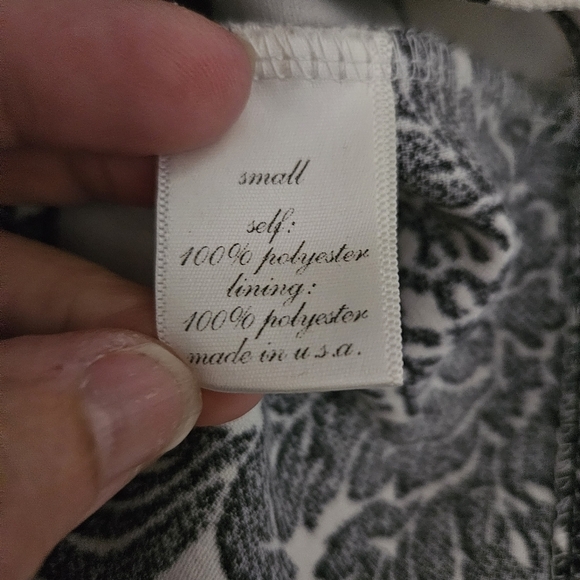 small
self:
100% polyester
lining:
100% polyester
made in u.s.a.